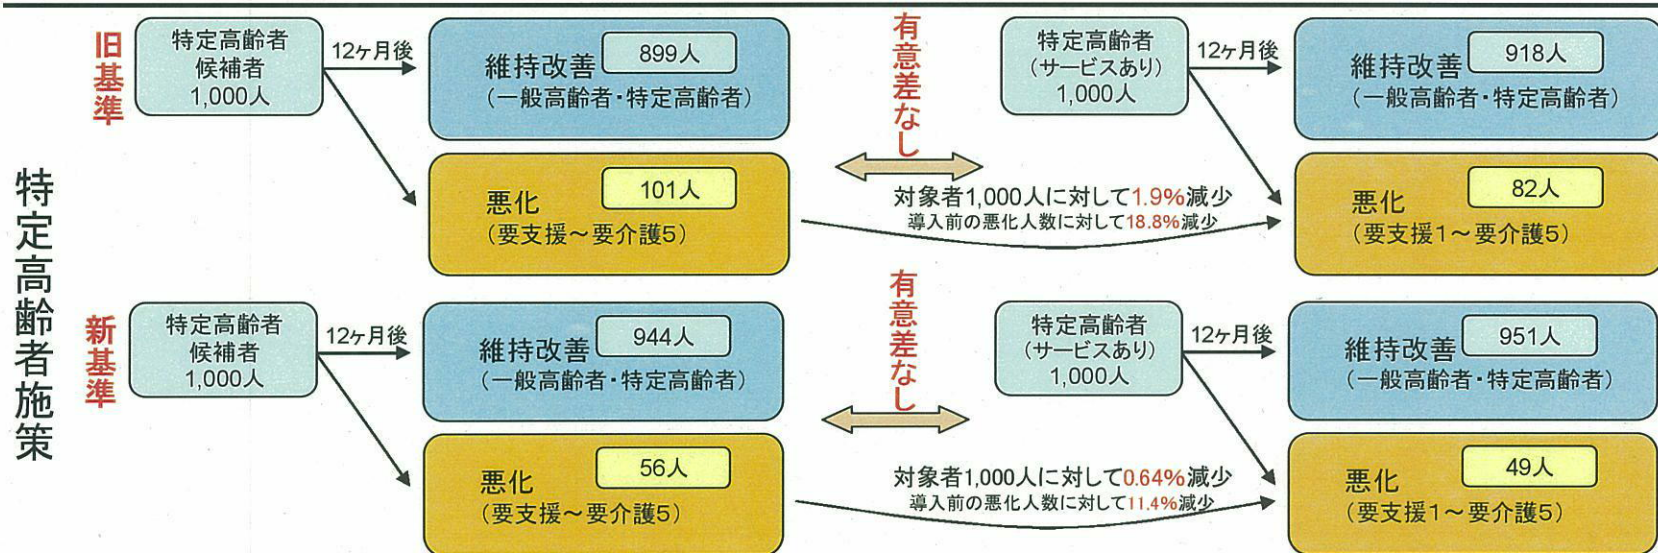 特定高齢者施策
旧基準
特定高齢者
候補者
1,000人
12ヶ月後
維持改善 899人
(一般高齢者・特定高齢者)
悪化 101人
(要支援~要介護5)
有意差なし
対象者1,000人に対して1.9%減少
導入前の悪化人数に対して18.8%減少
特定高齢者
(サービスあり)
1,000人
12ヶ月後
維持改善 918人
(一般高齢者・特定高齢者)
悪化 82人
(要支援1~要介護5)
新基準
特定高齢者
候補者
1,000人
12ヶ月後
維持改善 944人
(一般高齢者・特定高齢者)
悪化 56人
(要支援~要介護5)
有意差なし
対象者1,000人に対して0.64%減少
導入前の悪化人数に対して11.4%減少
特定高齢者
(サービスあり)
1,000人
12ヶ月後
維持改善 951人
(一般高齢者・特定高齢者)
悪化 49人
(要支援1~要介護5)